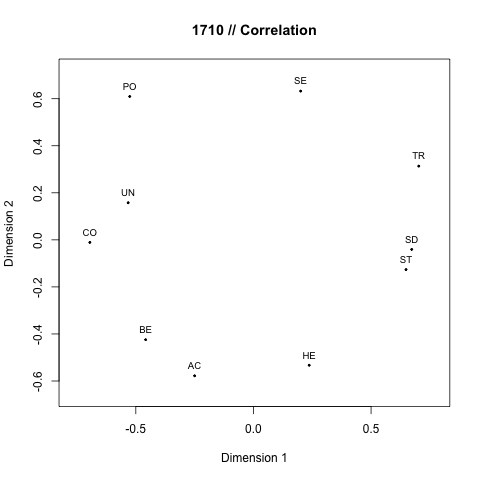 1710 // Correlation
PO
SE
TR
UN
CO
SD
ST
BE
HE
AC
0.6
0.4
0.2
0.0
-0.2
-0.4
-0.6
Dimension 2
-0.5 0.0 0.5
Dimension 1